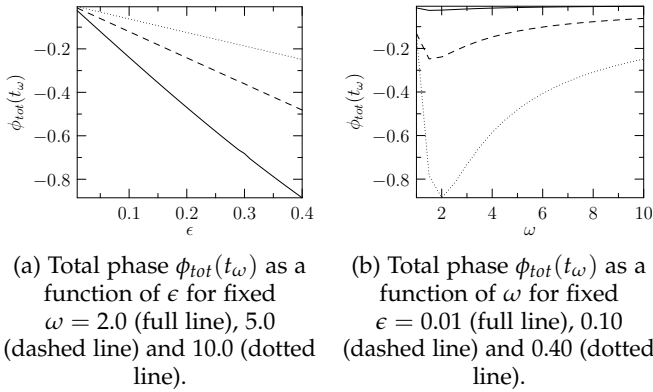 −0.2
−0.4
−0.6
−0.8
ϕtot(tω)
0.1 0.2 0.3 0.4
ϵ
−0.2
−0.4
−0.6
−0.8
ϕtot(tω)
2 4 6 8 10
ω
(a) Total phase ϕtot(tω) as a
function of ϵ for fixed
ω = 2.0 (full line), 5.0
(dashed line) and 10.0 (dotted
line).
(b) Total phase ϕtot(tω) as a
function of ω for fixed
ϵ = 0.01 (full line), 0.10
(dashed line) and 0.40 (dotted
line).